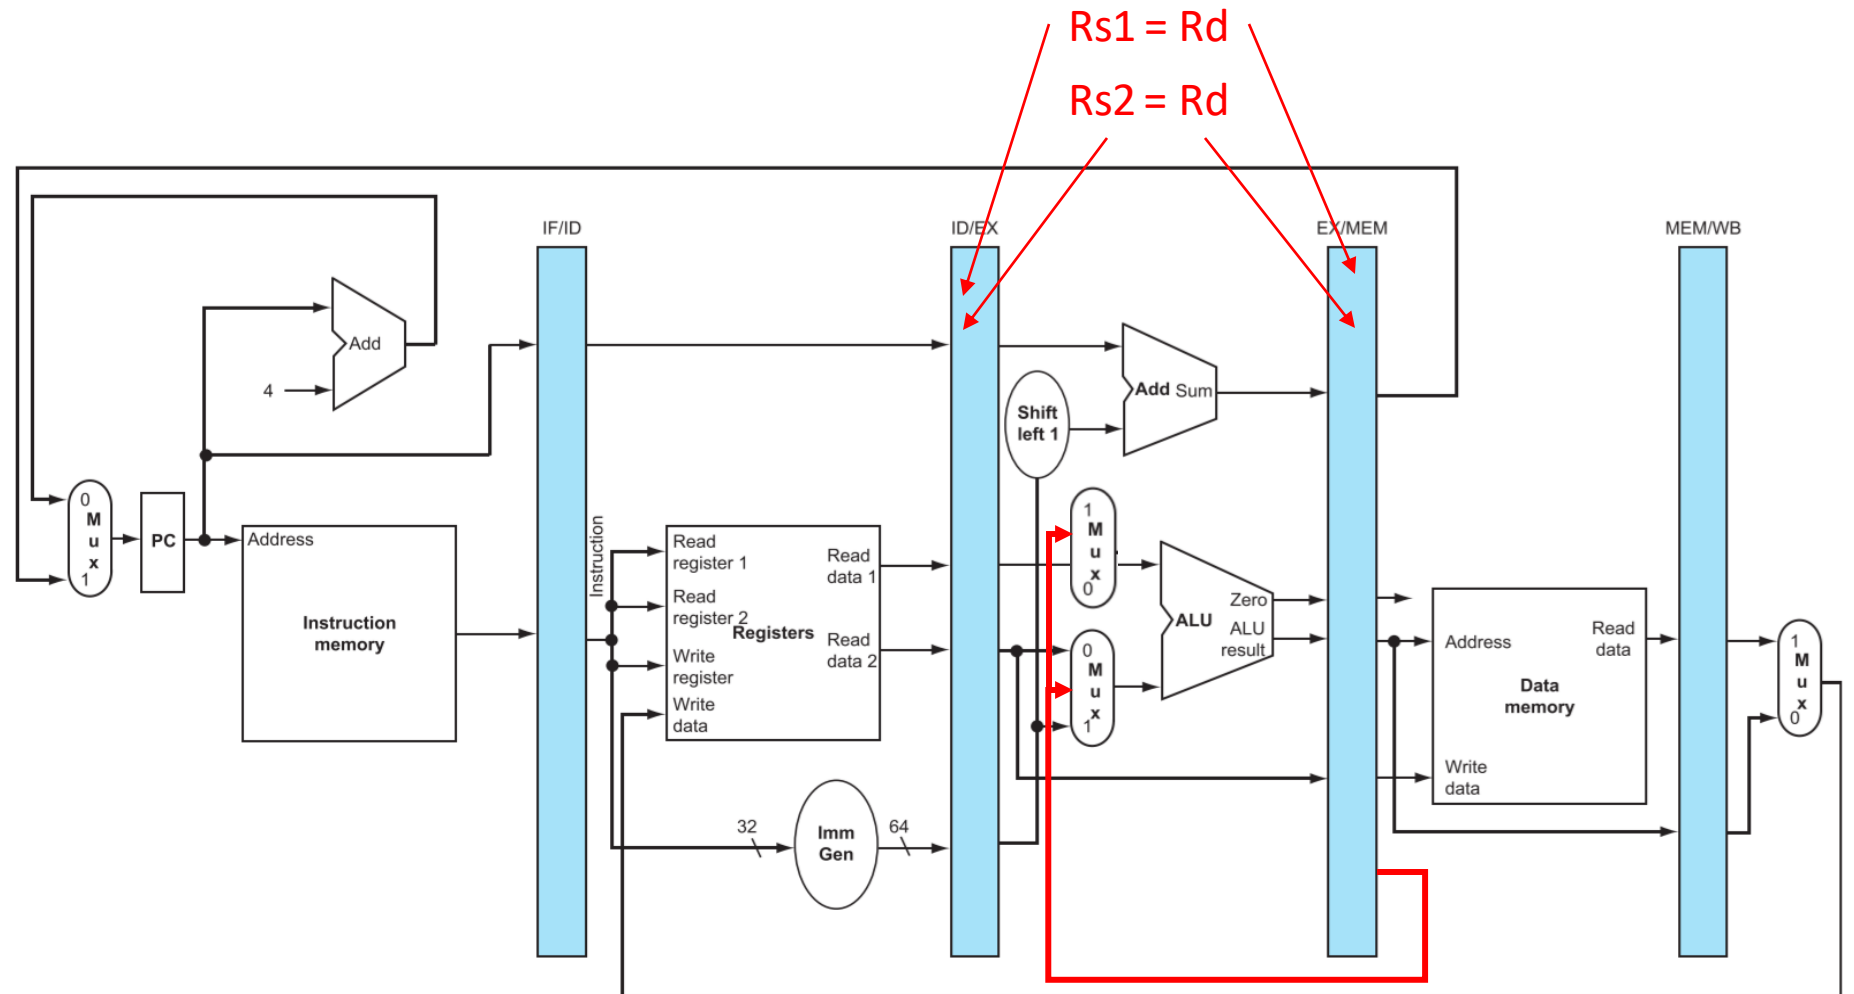 Rs1 = Rd
Rs2 = Rd
IF/ID
ID/EX
EX/MEM
MEM/WB
Add
4
Add Sum
Shift
left 1
0
M
u
x
1
PC
Address
Instruction
memory
Instruction
Read
register 1
Read
register 2
Registers
Write
register
Write
data
Read
data 1
Read
data 2
1
M
u
x
0
0
M
u
x
1
ALU
Zero
ALU
result
Address
Read
data
Data
memory
Write
data
1
M
u
x
0
32
Imm
Gen
64